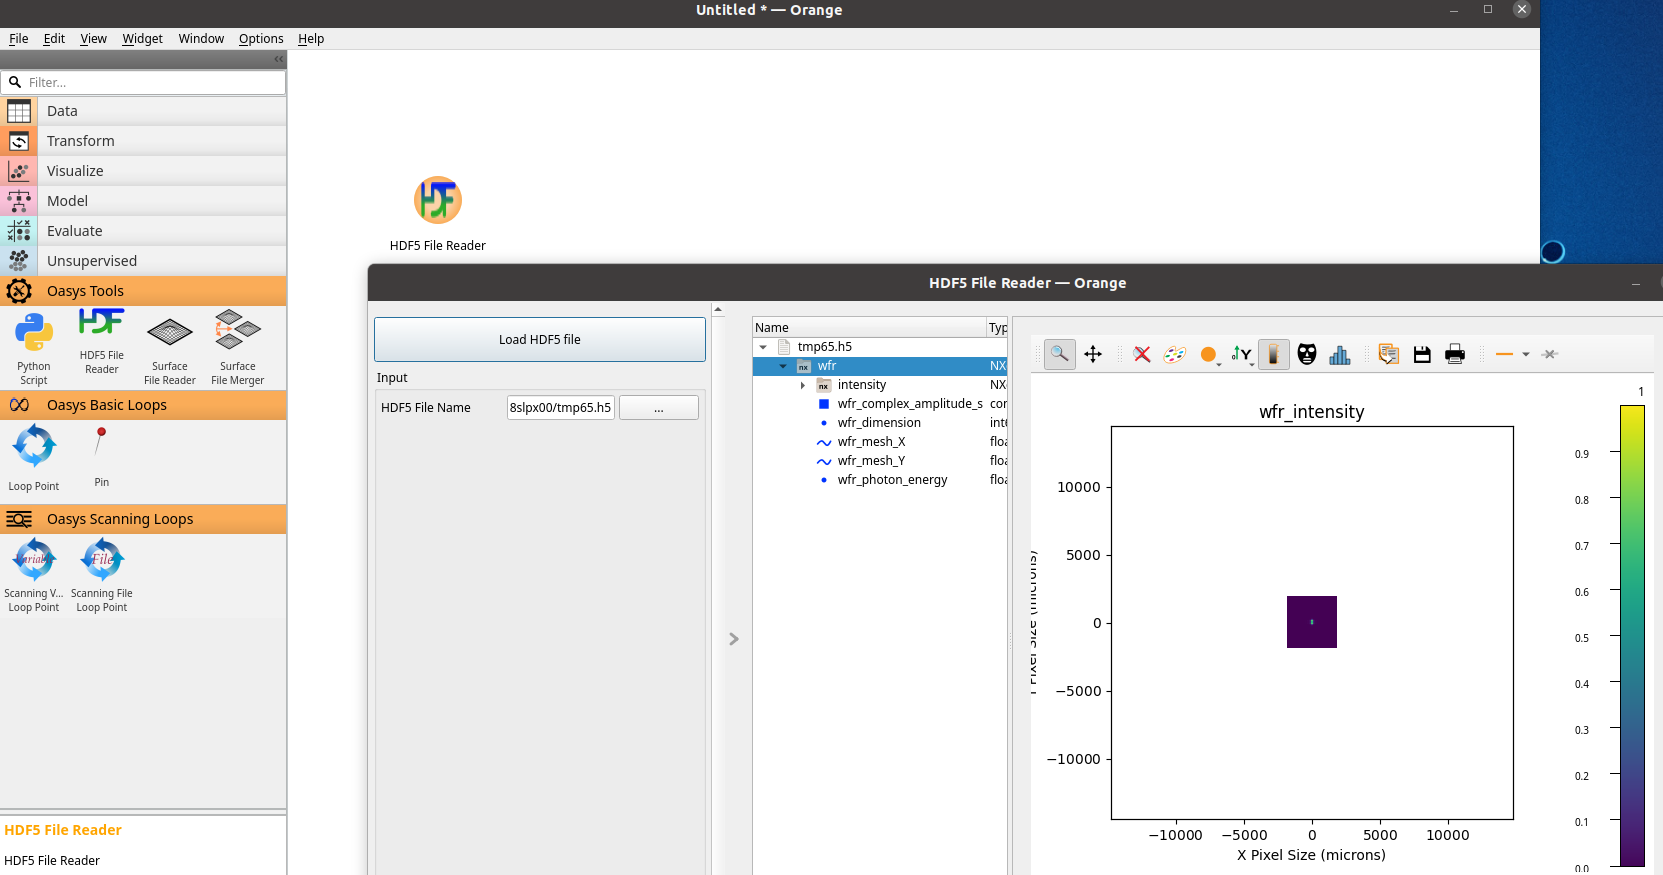 Untitled * — Orange
File Edit View Widget Window Options Help
Filter...
Data
Transform
Visualize
Model
Evaluate
Unsupervised
Oasys Tools
Python Script
HDF5 File Reader
Surface File Reader
Surface File Merger
Oasys Basic Loops
Loop Point
Pin
Oasys Scanning Loops
Variable
File
Scanning V... Loop Point
Scanning File Loop Point
HDF5 File Reader
HDF5 File Reader
HDF
HDF5 File Reader
HDF5 File Reader — Orange
Load HDF5 file
Input
HDF5 File Name 8slpx00/tmp65.h5 ...
Name Typ
tmp65.h5
wfr NX
intensity NX
wfr_complex_amplitude_s cor
wfr_dimension int
wfr_mesh_X floa
wfr_mesh_Y floa
wfr_photon_energy floa
wfr_intensity
10000
5000
0
−5000
−10000
−10000 −5000 0 5000 10000
X Pixel Size (microns)
1
0.9
0.8
0.7
0.6
0.5
0.4
0.3
0.2
0.1
0.0